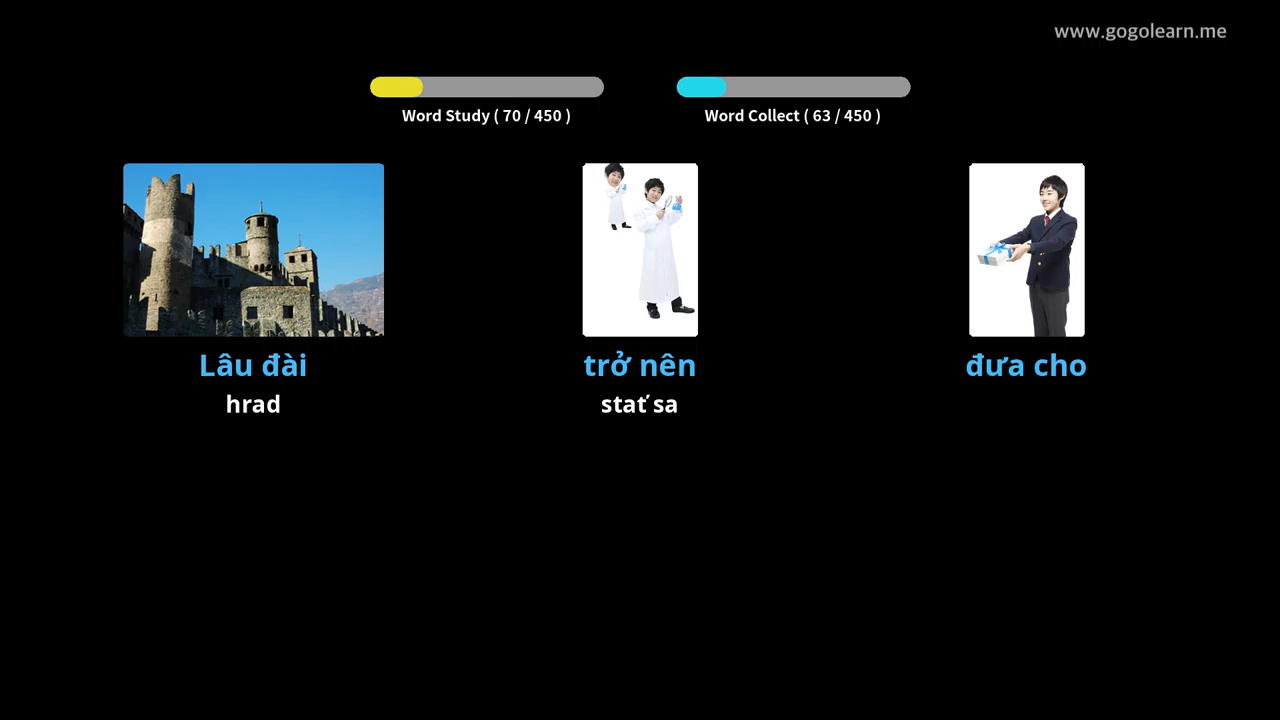 www.gogolearn.me
Word Study ( 70 / 450 )
Word Collect ( 63 / 450 )
Lâu đài
hrad
trở nên
stať sa
đưa cho